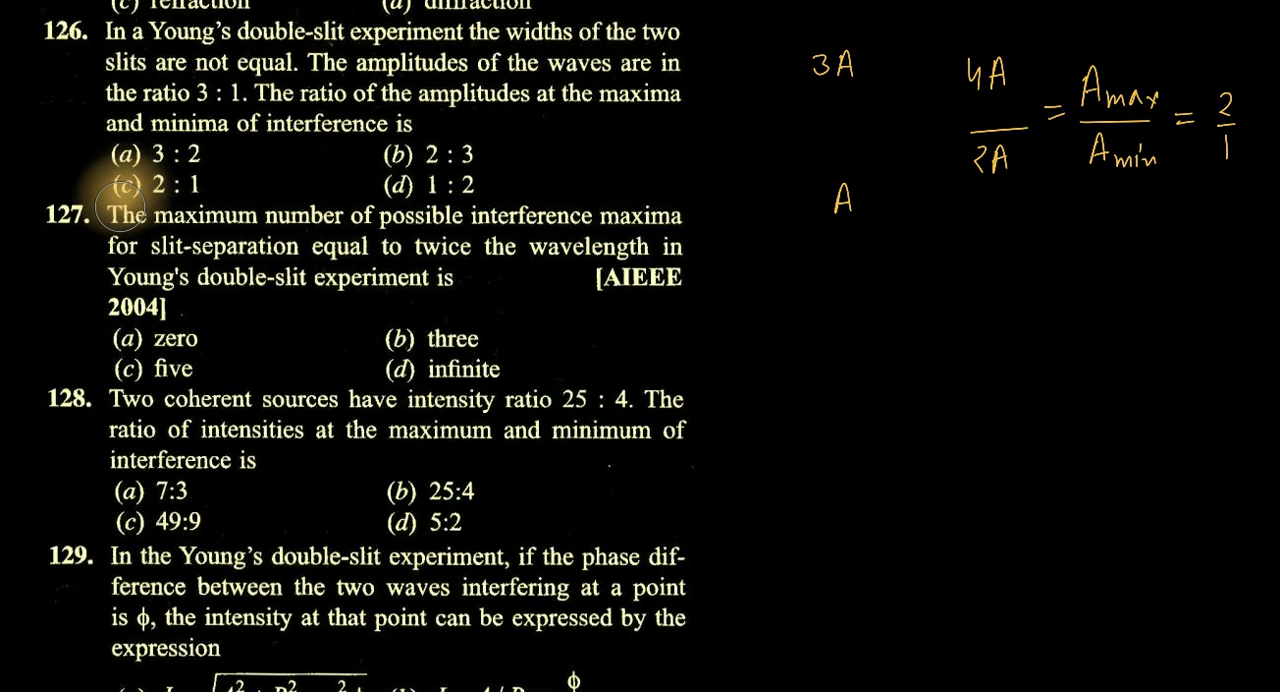 (c) refraction (d) diffraction
126. In a Young's double-slit experiment the widths of the two
slits are not equal. The amplitudes of the waves are in
the ratio 3 : 1. The ratio of the amplitudes at the maxima
and minima of interference is
(a) 3 : 2 (b) 2 : 3
(c) 2 : 1 (d) 1 : 2
127. The maximum number of possible interference maxima
for slit-separation equal to twice the wavelength in
Young's double-slit experiment is [AIEEE
2004]
(a) zero (b) three
(c) five (d) infinite
128. Two coherent sources have intensity ratio 25 : 4. The
ratio of intensities at the maximum and minimum of
interference is
(a) 7:3 (b) 25:4
(c) 49:9 (d) 5:2
129. In the Young's double-slit experiment, if the phase dif-
ference between the two waves interfering at a point
is ϕ, the intensity at that point can be expressed by the
expression
3A
A
4A / 2A = Amax / Amin = 2 / 1